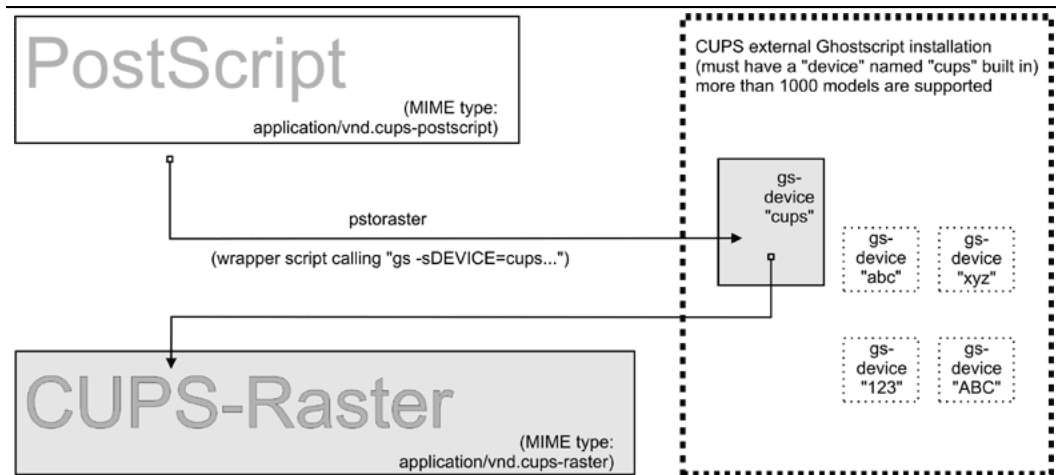 PostScript
(MIME type:
application/vnd.cups-postscript)
CUPS external Ghostscript installation
(must have a "device" named "cups" built in)
more than 1000 models are supported
gs-
device
"cups"
pstoraster
(wrapper script calling "gs -sDEVICE=cups...")
gs-
device
"abc"
gs-
device
"xyz"
gs-
device
"123"
gs-
device
"ABC"
CUPS-Raster
(MIME type:
application/vnd.cups-raster)